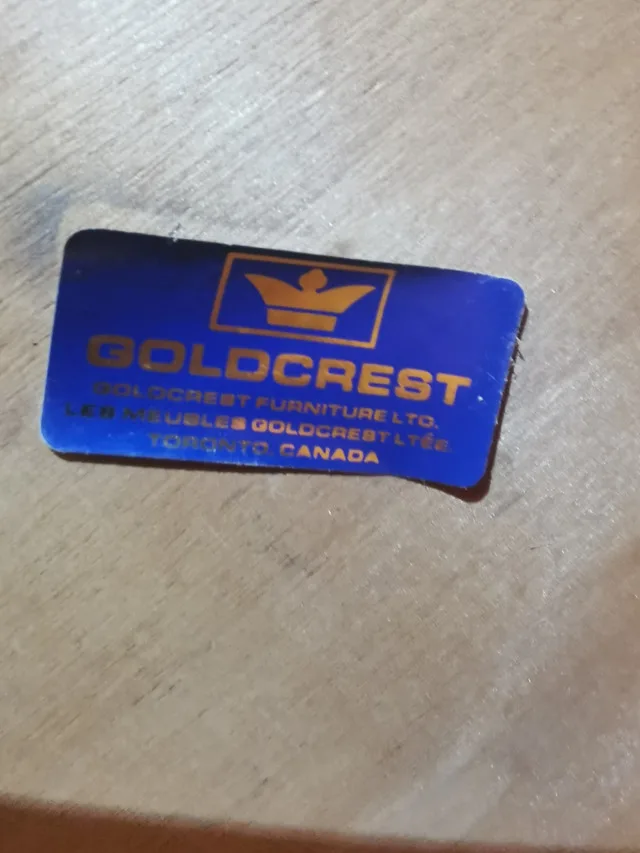 GOLDCREST
GOLDCREST FURNITURE LTD.
LES MEUBLES GOLDCREST LTÉE.
TORONTO, CANADA